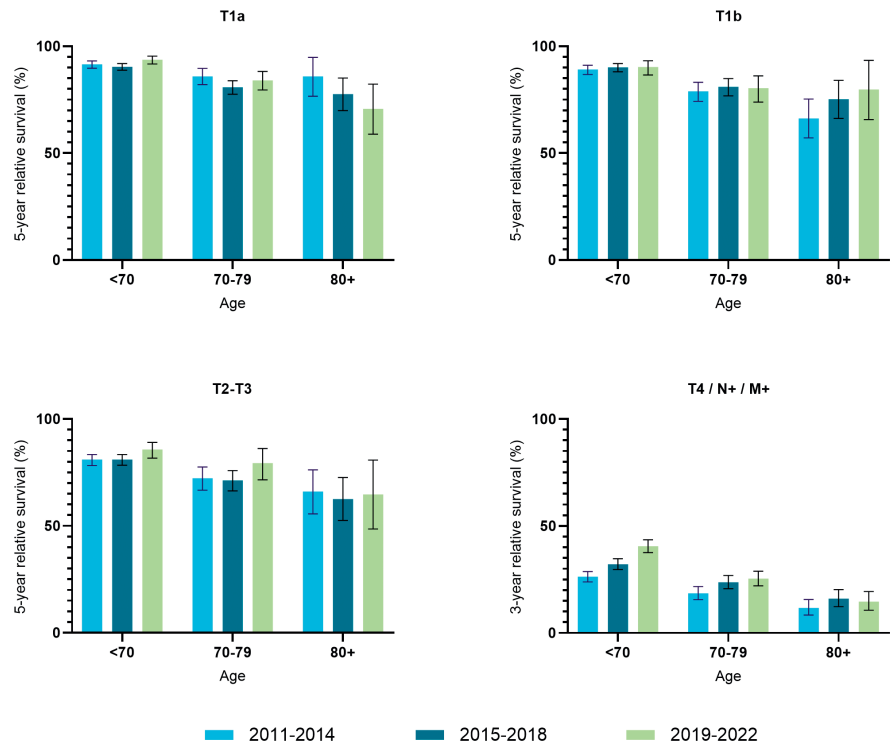 T1a
5-year relative survival (%)
100
50
0
<70
70-79
80+
Age
T1b
5-year relative survival (%)
100
50
0
<70
70-79
80+
Age
T2-T3
5-year relative survival (%)
100
50
0
<70
70-79
80+
Age
T4 / N+ / M+
3-year relative survival (%)
100
50
0
<70
70-79
80+
Age
2011-2014
2015-2018
2019-2022